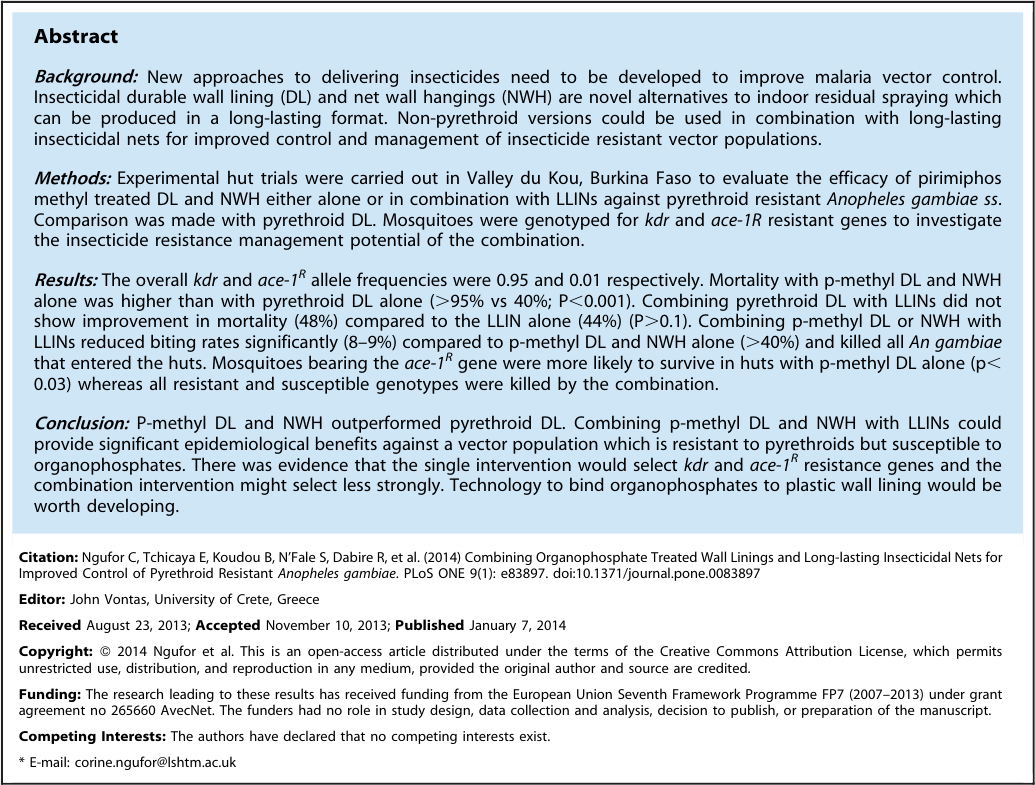 Abstract
Background: New approaches to delivering insecticides need to be developed to improve malaria vector control.
Insecticidal durable wall lining (DL) and net wall hangings (NWH) are novel alternatives to indoor residual spraying which
can be produced in a long-lasting format. Non-pyrethroid versions could be used in combination with long-lasting
insecticidal nets for improved control and management of insecticide resistant vector populations.
Methods: Experimental hut trials were carried out in Valley du Kou, Burkina Faso to evaluate the efficacy of pirimiphos
methyl treated DL and NWH either alone or in combination with LLINs against pyrethroid resistant Anopheles gambiae ss.
Comparison was made with pyrethroid DL. Mosquitoes were genotyped for kdr and ace-1R resistant genes to investigate
the insecticide resistance management potential of the combination.
Results: The overall kdr and ace-1R allele frequencies were 0.95 and 0.01 respectively. Mortality with p-methyl DL and NWH
alone was higher than with pyrethroid DL alone (>95% vs 40%; P<0.001). Combining pyrethroid DL with LLINs did not
show improvement in mortality (48%) compared to the LLIN alone (44%) (P>0.1). Combining p-methyl DL or NWH with
LLINs reduced biting rates significantly (8–9%) compared to p-methyl DL and NWH alone (>40%) and killed all An gambiae
that entered the huts. Mosquitoes bearing the ace-1R gene were more likely to survive in huts with p-methyl DL alone (p<
0.03) whereas all resistant and susceptible genotypes were killed by the combination.
Conclusion: P-methyl DL and NWH outperformed pyrethroid DL. Combining p-methyl DL and NWH with LLINs could
provide significant epidemiological benefits against a vector population which is resistant to pyrethroids but susceptible to
organophosphates. There was evidence that the single intervention would select kdr and ace-1R resistance genes and the
combination intervention might select less strongly. Technology to bind organophosphates to plastic wall lining would be
worth developing.
Citation: Ngufor C, Tchicaya E, Koudou B, N'Fale S, Dabire R, et al. (2014) Combining Organophosphate Treated Wall Linings and Long-lasting Insecticidal Nets for
Improved Control of Pyrethroid Resistant Anopheles gambiae. PLoS ONE 9(1): e83897. doi:10.1371/journal.pone.0083897
Editor: John Vontas, University of Crete, Greece
Received August 23, 2013; Accepted November 10, 2013; Published January 7, 2014
Copyright: © 2014 Ngufor et al. This is an open-access article distributed under the terms of the Creative Commons Attribution License, which permits
unrestricted use, distribution, and reproduction in any medium, provided the original author and source are credited.
Funding: The research leading to these results has received funding from the European Union Seventh Framework Programme FP7 (2007–2013) under grant
agreement no 265660 AvecNet. The funders had no role in study design, data collection and analysis, decision to publish, or preparation of the manuscript.
Competing Interests: The authors have declared that no competing interests exist.
* E-mail: corine.ngufor@lshtm.ac.uk